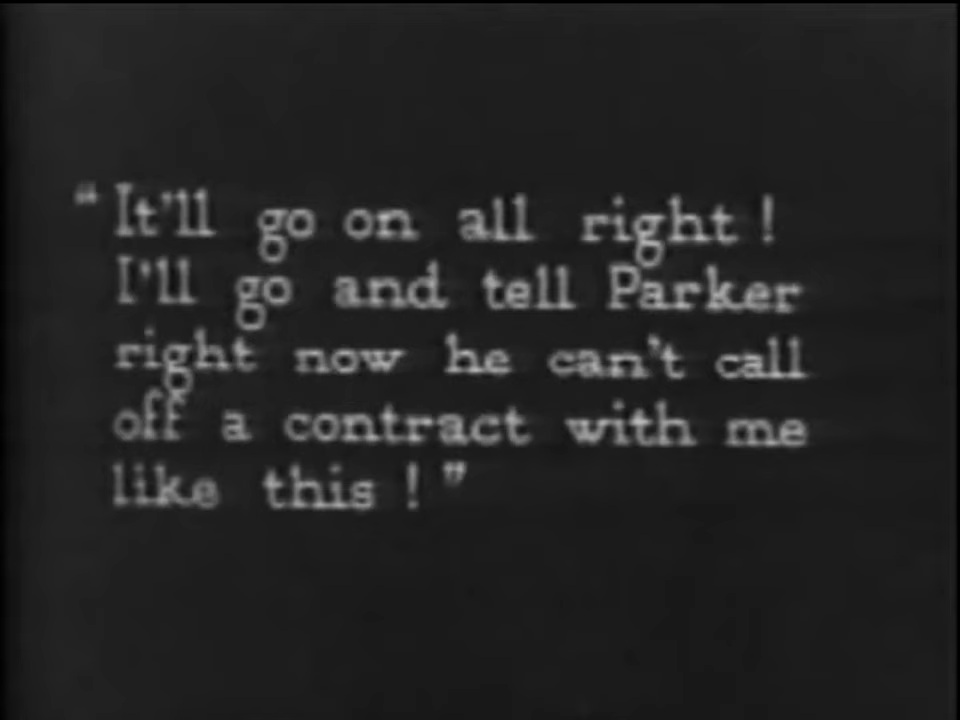 “It’ll go on all right!
I’ll go and tell Parker
right now he can’t call
off a contract with me
like this!”